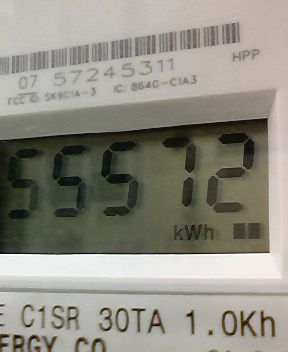 07 57245311
HPP
FCC ID: SK9C1A-3 IC: 864G-C1A3
55572
kWh
E C1SR 30TA 1.0Kh
ERGY CO